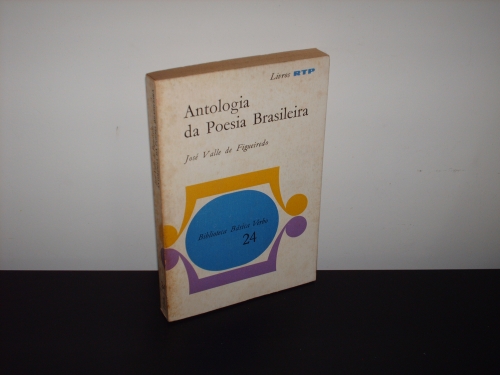 Livros RTP
Antologia
da Poesia Brasileira
José Valle de Figueiredo
Biblioteca Básica Verbo
24